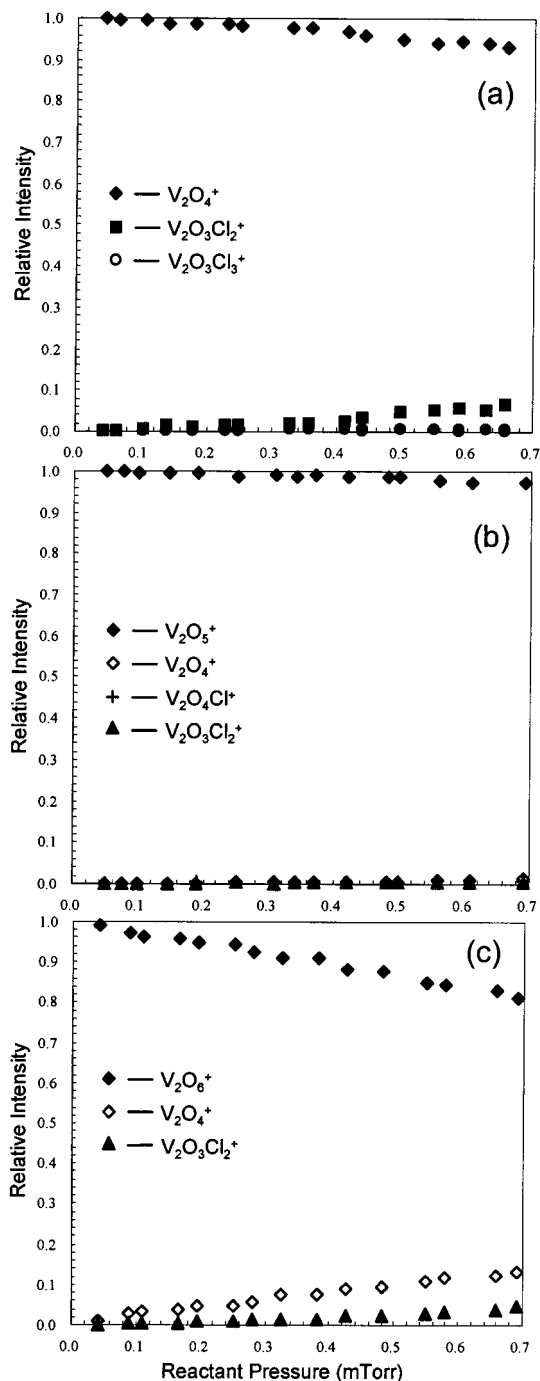 1.0
0.9
0.8
0.7
0.6
0.5
0.4
0.3
0.2
0.1
0.0
Relative Intensity
(a)
◆ — V₂O₄⁺
■ — V₂O₃Cl₂⁺
○ — V₂O₃Cl₃⁺
0.0 0.1 0.2 0.3 0.4 0.5 0.6 0.7
1.0
0.9
0.8
0.7
0.6
0.5
0.4
0.3
0.2
0.1
0.0
Relative Intensity
(b)
◆ — V₂O₅⁺
◇ — V₂O₄⁺
+ — V₂O₄Cl⁺
▲ — V₂O₃Cl₂⁺
0.0 0.1 0.2 0.3 0.4 0.5 0.6 0.7
1.0
0.9
0.8
0.7
0.6
0.5
0.4
0.3
0.2
0.1
0.0
Relative Intensity
(c)
◆ — V₂O₆⁺
◇ — V₂O₄⁺
▲ — V₂O₃Cl₂⁺
0.0 0.1 0.2 0.3 0.4 0.5 0.6 0.7
Reactant Pressure (mTorr)